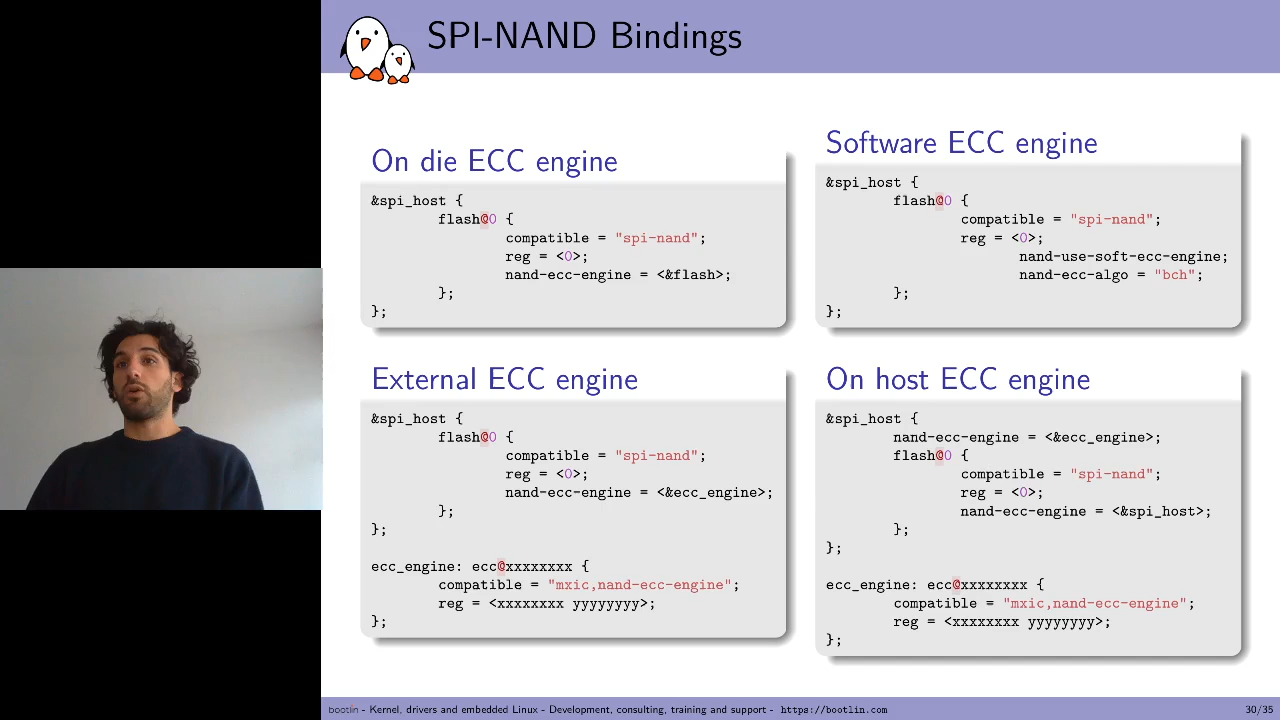 SPI-NAND Bindings
On die ECC engine
&spi_host {
flash@0 {
compatible = "spi-nand";
reg = <0>;
nand-ecc-engine = <&flash>;
};
};
Software ECC engine
&spi_host {
flash@0 {
compatible = "spi-nand";
reg = <0>;
nand-use-soft-ecc-engine;
nand-ecc-algo = "bch";
};
};
External ECC engine
&spi_host {
flash@0 {
compatible = "spi-nand";
reg = <0>;
nand-ecc-engine = <&ecc_engine>;
};
};
ecc_engine: ecc@xxxxxxxx {
compatible = "mxic,nand-ecc-engine";
reg = <xxxxxxxx yyyyyyyy>;
};
On host ECC engine
&spi_host {
nand-ecc-engine = <&ecc_engine>;
flash@0 {
compatible = "spi-nand";
reg = <0>;
nand-ecc-engine = <&spi_host>;
};
};
ecc_engine: ecc@xxxxxxxx {
compatible = "mxic,nand-ecc-engine";
reg = <xxxxxxxx yyyyyyyy>;
};
bootlin - Kernel, drivers and embedded Linux - Development, consulting, training and support - https://bootlin.com
30/35